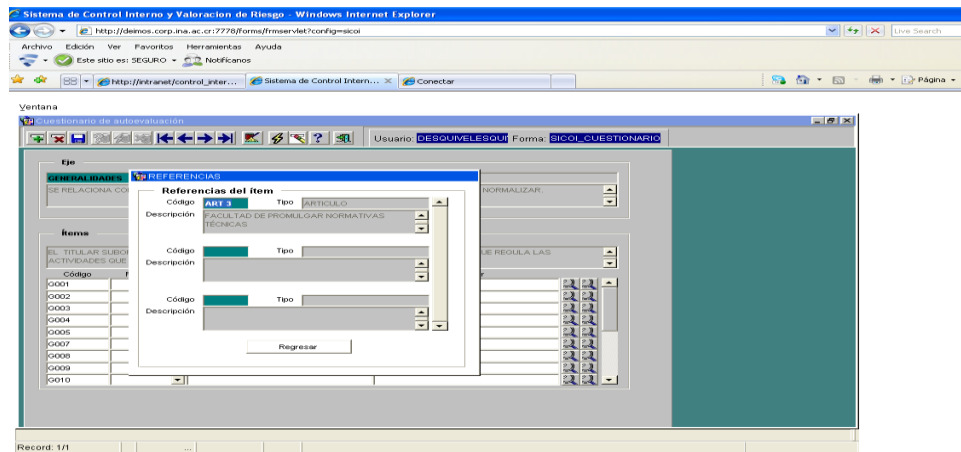 Sistema de Control Interno y Valoracion de Riesgo - Windows Internet Explorer
http://deimos.corp.ina.ac.cr:7778/forms/frmservlet?config=sicoi
Live Search
Archivo Edición Ver Favoritos Herramientas Ayuda
Este sitio es: SEGURO Notifícanos
http://intranet/control_inter... Sistema de Control Intern... Conectar Página
Ventana
Cuestionario de autoevaluación
Usuario: DESQUIVELESQUI Forma: SICOI_CUESTIONARIO
Eje
GENERALIDADES
SE RELACIONA CO NORMALIZAR.
REFERENCIAS
Referencias del ítem
Código ART 3 Tipo ARTICULO
Descripción FACULTAD DE PROMULGAR NORMATIVAS
TÉCNICAS
Código Tipo
Descripción
Código Tipo
Descripción
Regresar
Ítems
EL TITULAR SUBO UE REGULA LAS
ACTIVIDADES QUE
Código
G001
G002
G003
G004
G005
G007
G008
G009
G010
Record: 1/1 ...